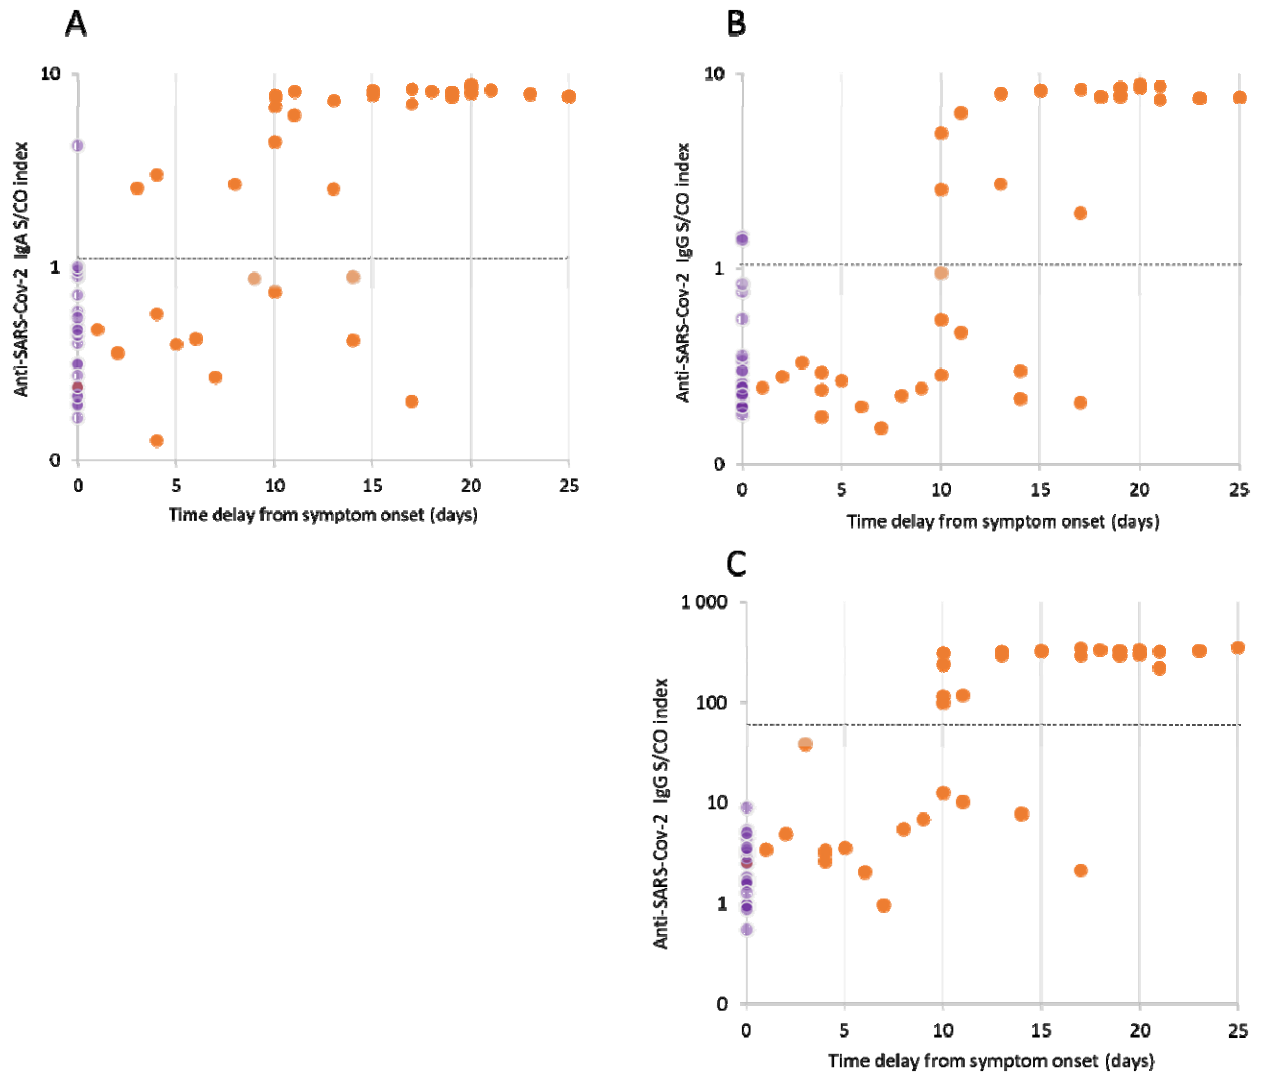 A
10
1
0
Anti-SARS-Cov-2 IgA S/CO index
0 5 10 15 20 25
Time delay from symptom onset (days)
B
10
1
0
Anti-SARS-Cov-2 IgG S/CO index
0 5 10 15 20 25
Time delay from symptom onset (days)
C
1 000
100
10
1
0
Anti-SARS-Cov-2 IgG S/CO index
0 5 10 15 20 25
Time delay from symptom onset (days)